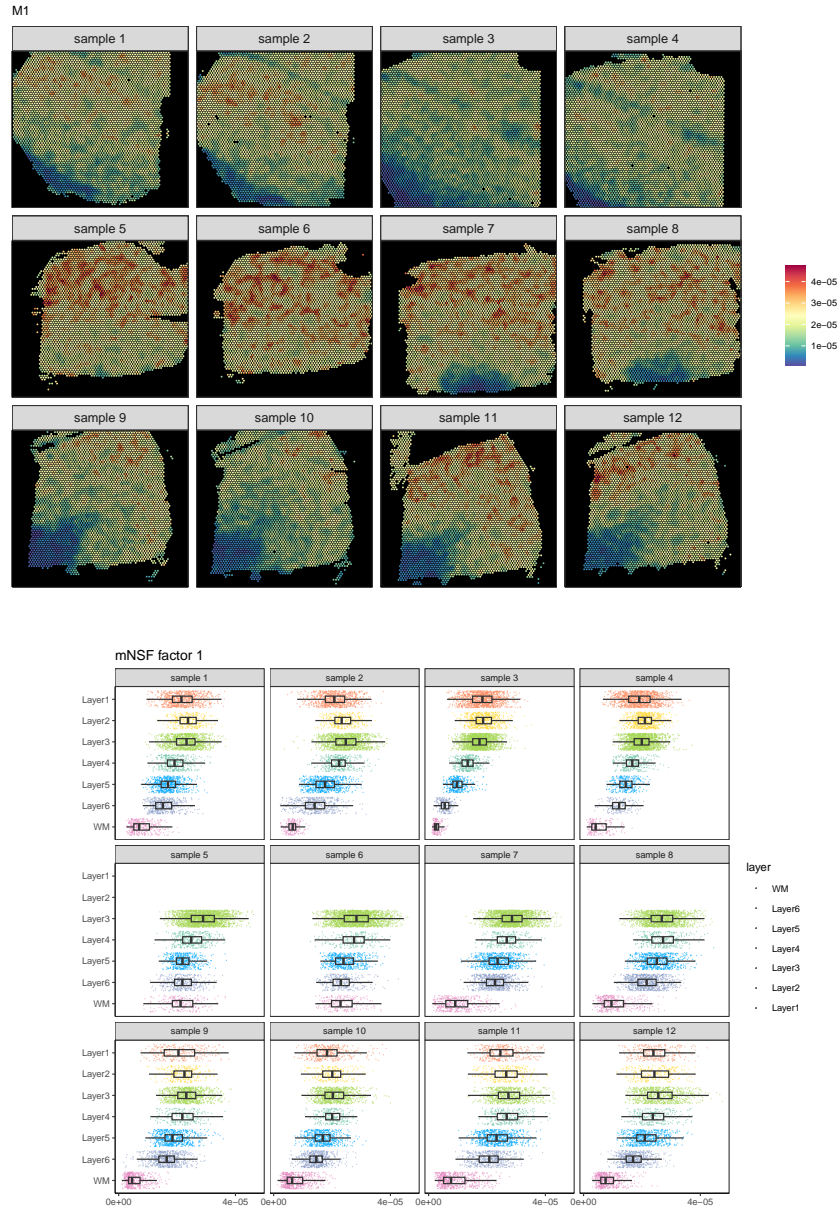 M1
sample 1 sample 2 sample 3 sample 4
sample 5 sample 6 sample 7 sample 8
4e−05
3e−05
2e−05
1e−05
sample 9 sample 10 sample 11 sample 12
mNSF factor 1
sample 1 sample 2 sample 3 sample 4
Layer1
Layer2
Layer3
Layer4
Layer5
Layer6
WM
sample 5 sample 6 sample 7 sample 8
Layer1
Layer2
Layer3
Layer4
Layer5
Layer6
WM
layer
WM
Layer6
Layer5
Layer4
Layer3
Layer2
Layer1
sample 9 sample 10 sample 11 sample 12
Layer1
Layer2
Layer3
Layer4
Layer5
Layer6
WM
0e+00 4e−05 0e+00 4e−05 0e+00 4e−05 0e+00 4e−05